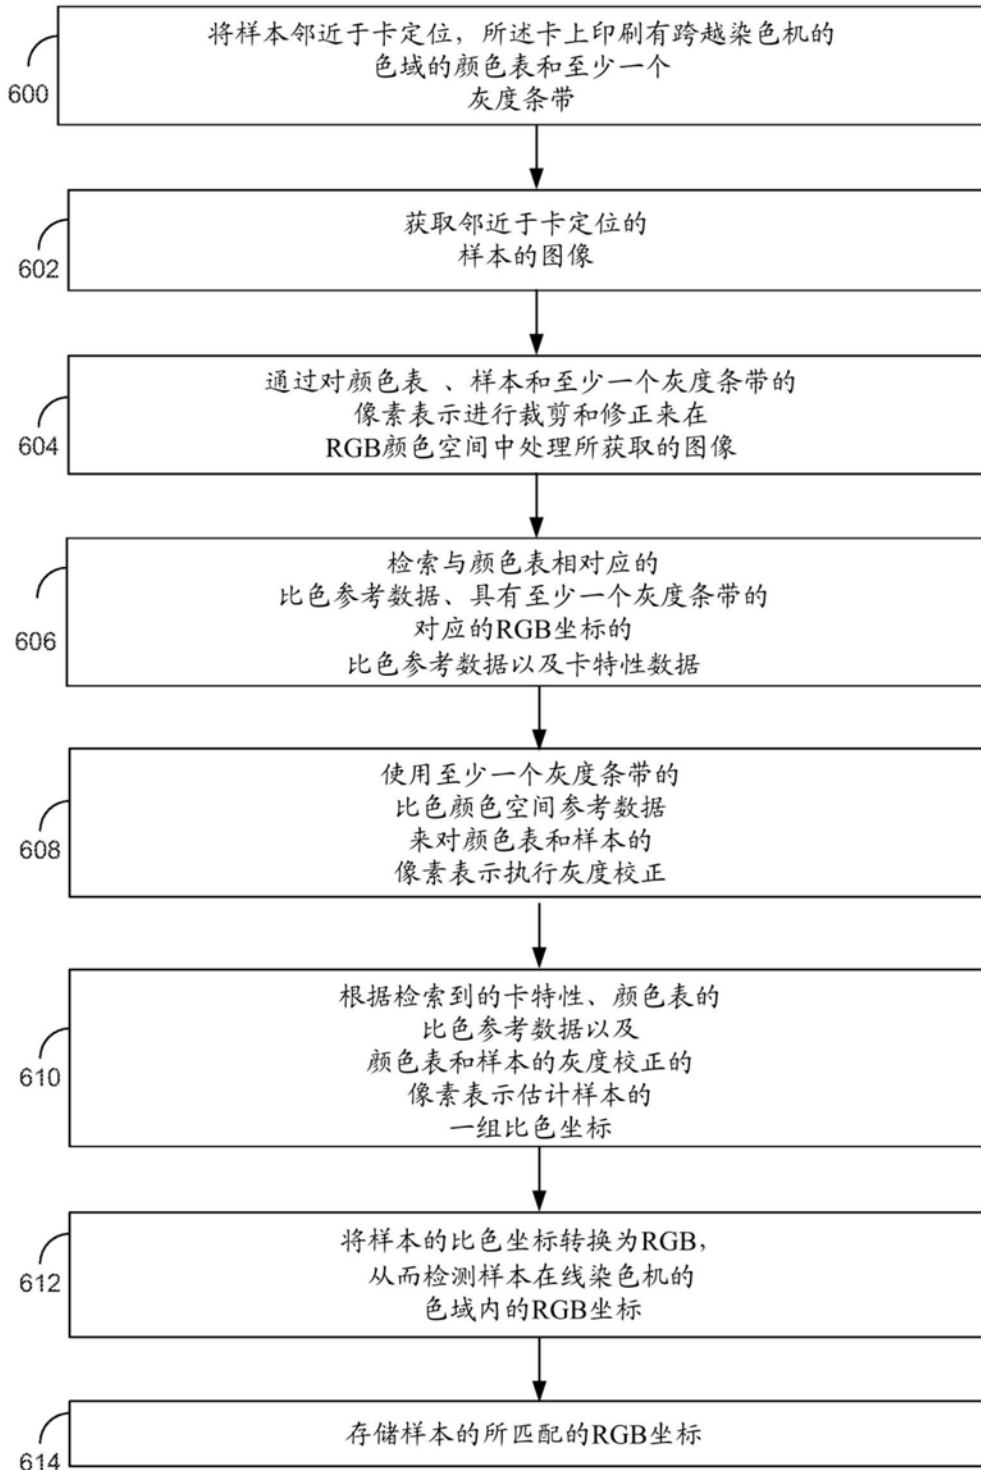 将样本邻近于卡定位，所述卡上印刷有跨越染色机的
色域的颜色表和至少一个
灰度条带
600
获取邻近于卡定位的
样本的图像
602
通过对颜色表 、样本和至少一个灰度条带的
像素表示进行裁剪和修正来在
RGB颜色空间中处理所获取的图像
604
检索与颜色表相对应的
比色参考数据、具有至少一个灰度条带的
对应的RGB坐标的
比色参考数据以及卡特性数据
606
使用至少一个灰度条带的
比色颜色空间参考数据
来对颜色表和样本的
像素表示执行灰度校正
608
根据检索到的卡特性、颜色表的
比色参考数据以及
颜色表和样本的灰度校正的
像素表示估计样本的
一组比色坐标
610
将样本的比色坐标转换为RGB，
从而检测样本在线染色机的
色域内的RGB坐标
612
存储样本的所匹配的RGB坐标
614